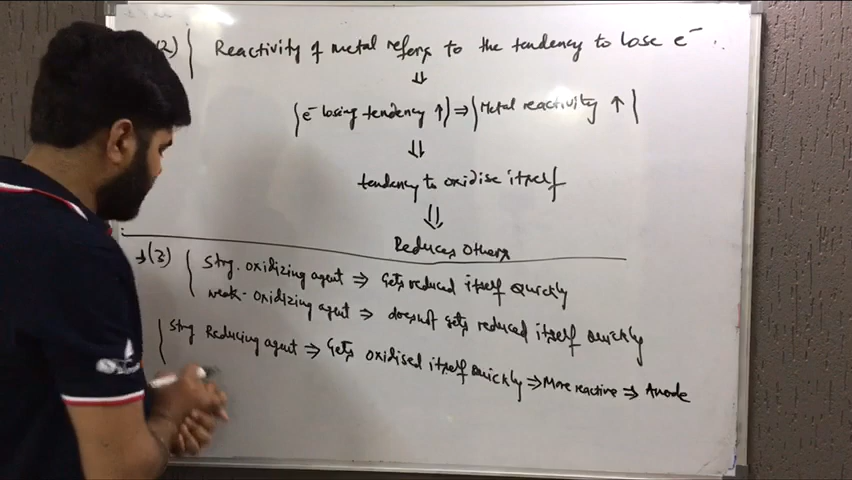 (2) Reactivity of metal refers to the tendency to lose e⁻ .
⇓
e⁻ losing tendency ↑ ⇒ Metal reactivity ↑
⇓
tendency to oxidise itself
⇓
Reduces others
→(3) Strg. oxidizing agent ⇒ Gets reduced itself Quickly
weak- oxidizing agent ⇒ doesnot gets reduced itself Quickly
Strg Reducing agent ⇒ Gets oxidised itself Quickly ⇒ More reactive ⇒ Anode